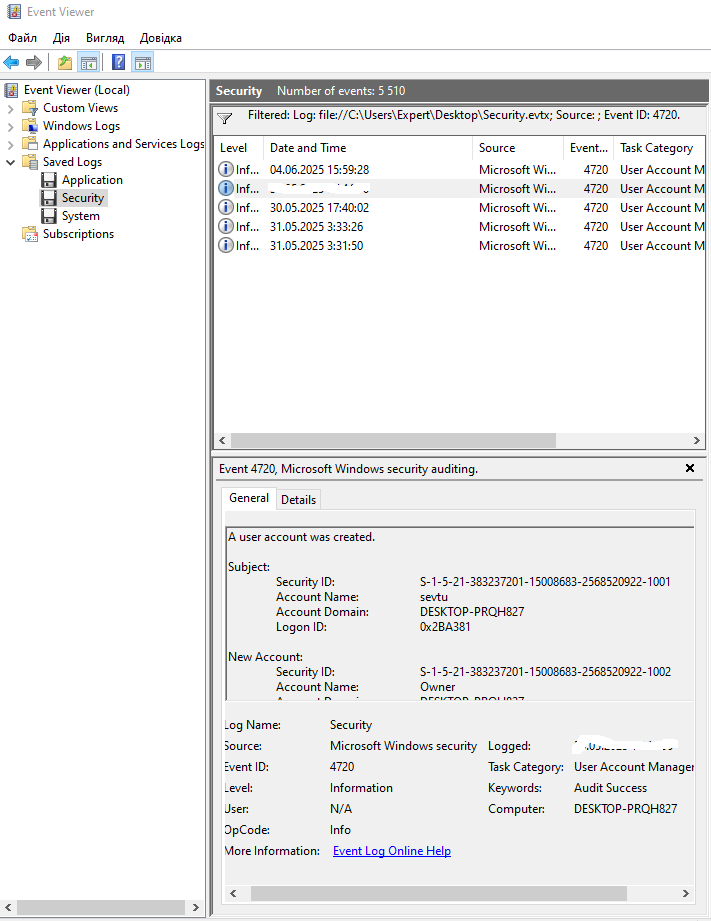 Event Viewer
Файл Дія Вигляд Довідка
Event Viewer (Local)
Custom Views
Windows Logs
Applications and Services Logs
Saved Logs
Application
Security
System
Subscriptions
Security Number of events: 5 510
Filtered: Log: file://C:\Users\Expert\Desktop\Security.evtx; Source: ; Event ID: 4720.
Level Date and Time Source Event... Task Category
Inf... 04.06.2025 15:59:28 Microsoft Wi... 4720 User Account M
Inf... Microsoft Wi... 4720 User Account M
Inf... 30.05.2025 17:40:02 Microsoft Wi... 4720 User Account M
Inf... 31.05.2025 3:33:26 Microsoft Wi... 4720 User Account M
Inf... 31.05.2025 3:31:50 Microsoft Wi... 4720 User Account M
Event 4720, Microsoft Windows security auditing.
General Details
A user account was created.
Subject:
Security ID: S-1-5-21-383237201-15008683-2568520922-1001
Account Name: sevtu
Account Domain: DESKTOP-PRQH827
Logon ID: 0x2BA381
New Account:
Security ID: S-1-5-21-383237201-15008683-2568520922-1002
Account Name: Owner
Log Name: Security
Source: Microsoft Windows security Logged:
Event ID: 4720 Task Category: User Account Manager
Level: Information Keywords: Audit Success
User: N/A Computer: DESKTOP-PRQH827
OpCode: Info
More Information: Event Log Online Help